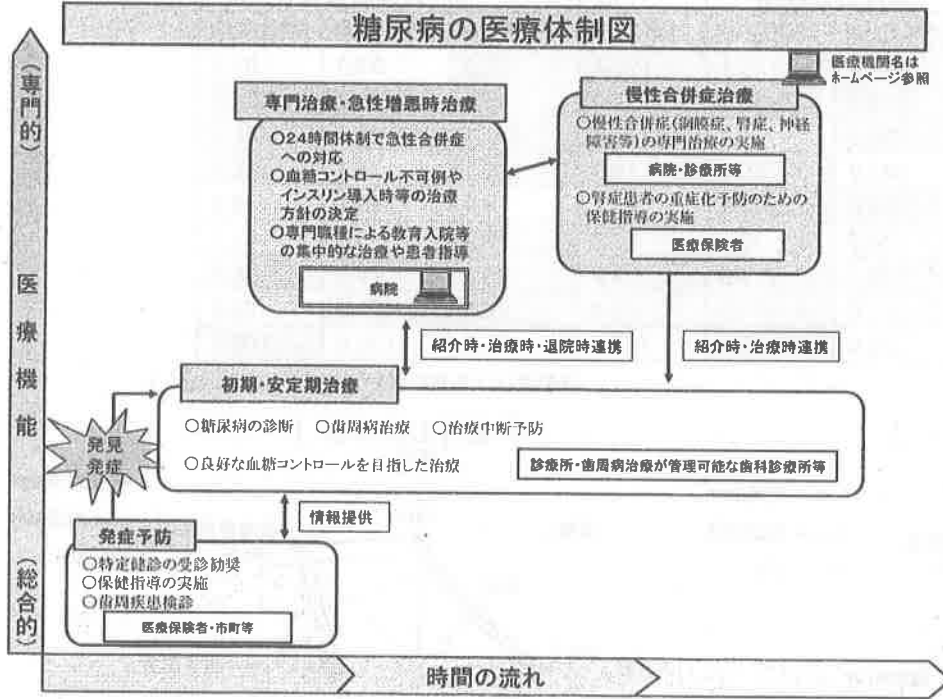 糖尿病の医療体制図
医療機関名は
ホームページ参照
(専門的)
医療機能
(総合的)
専門治療・急性増悪時治療
○24時間体制で急性合併症
への対応
○血糖コントロール不可例や
インスリン導入時等の治療
方針の決定
○専門職種による教育入院等
の集中的な治療や患者指導
病院
慢性合併症治療
○慢性合併症(網膜症、腎症、神経
障害等)の専門治療の実施
病院・診療所等
○腎症患者の重症化予防のための
保健指導の実施
医療保険者
紹介時・治療時・退院時連携
紹介時・治療時連携
初期・安定期治療
○糖尿病の診断 ○歯周病治療 ○治療中断予防
○良好な血糖コントロールを目指した治療
診療所・歯周病治療が管理可能な歯科診療所等
発見
発症
情報提供
発症予防
○特定健診の受診勧奨
○保健指導の実施
○歯周疾患検診
医療保険者・市町等
時間の流れ